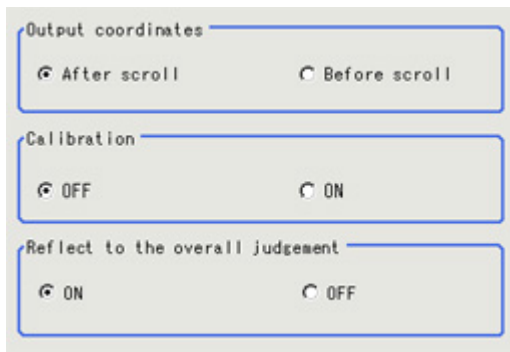 Output coordinates
After scroll Before scroll
Calibration
OFF ON
Reflect to the overall judgement
ON OFF